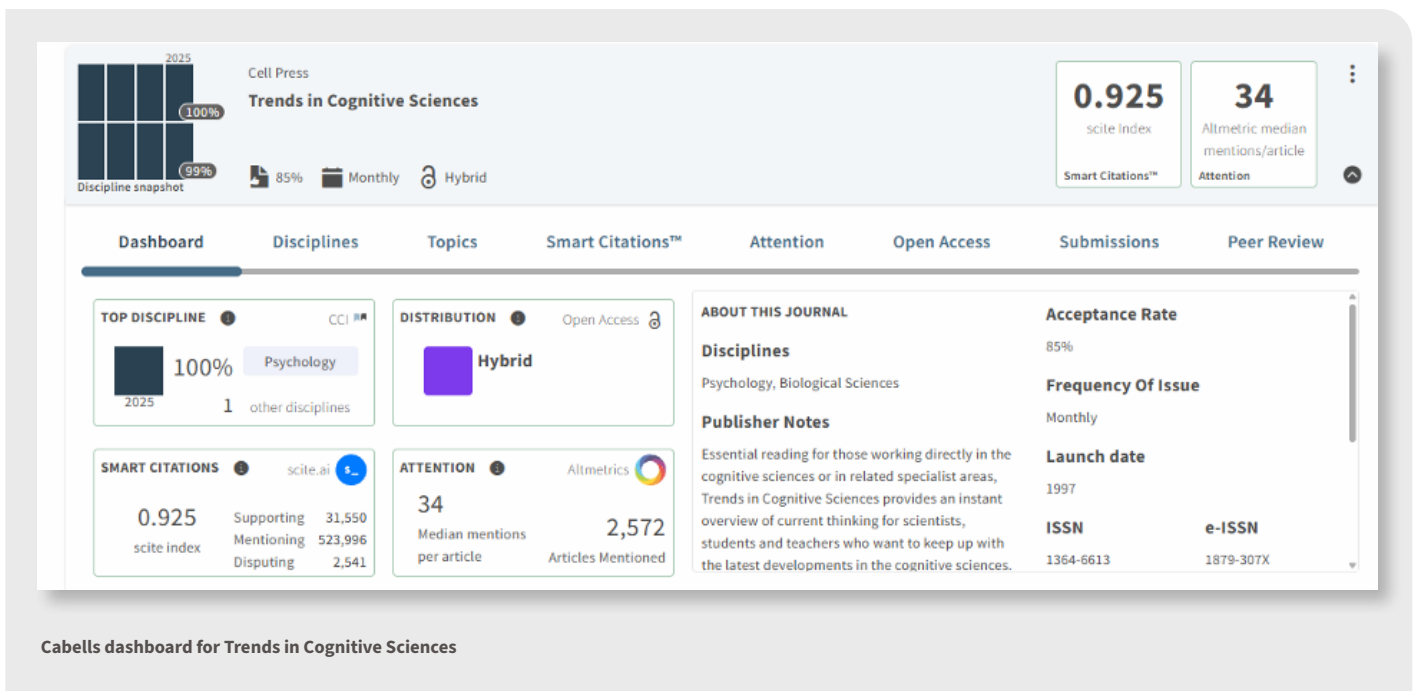 2025
100%
99%
Discipline snapshot
Cell Press
Trends in Cognitive Sciences
85%
Monthly
Hybrid
0.925
scite Index
Smart Citations™
34
Altmetric median
mentions/article
Attention
Dashboard
Disciplines
Topics
Smart Citations™
Attention
Open Access
Submissions
Peer Review
TOP DISCIPLINE
CCI
100%
Psychology
2025
1 other disciplines
DISTRIBUTION
Open Access
Hybrid
SMART CITATIONS
scite.ai
s_
0.925
scite index
Supporting 31,550
Mentioning 523,996
Disputing 2,541
ATTENTION
Altmetrics
34
Median mentions
per article
2,572
Articles Mentioned
ABOUT THIS JOURNAL
Disciplines
Psychology, Biological Sciences
Publisher Notes
Essential reading for those working directly in the
cognitive sciences or in related specialist areas,
Trends in Cognitive Sciences provides an instant
overview of current thinking for scientists,
students and teachers who want to keep up with
the latest developments in the cognitive sciences.
Acceptance Rate
85%
Frequency Of Issue
Monthly
Launch date
1997
ISSN
1364-6613
e-ISSN
1879-307X
Cabells dashboard for Trends in Cognitive Sciences